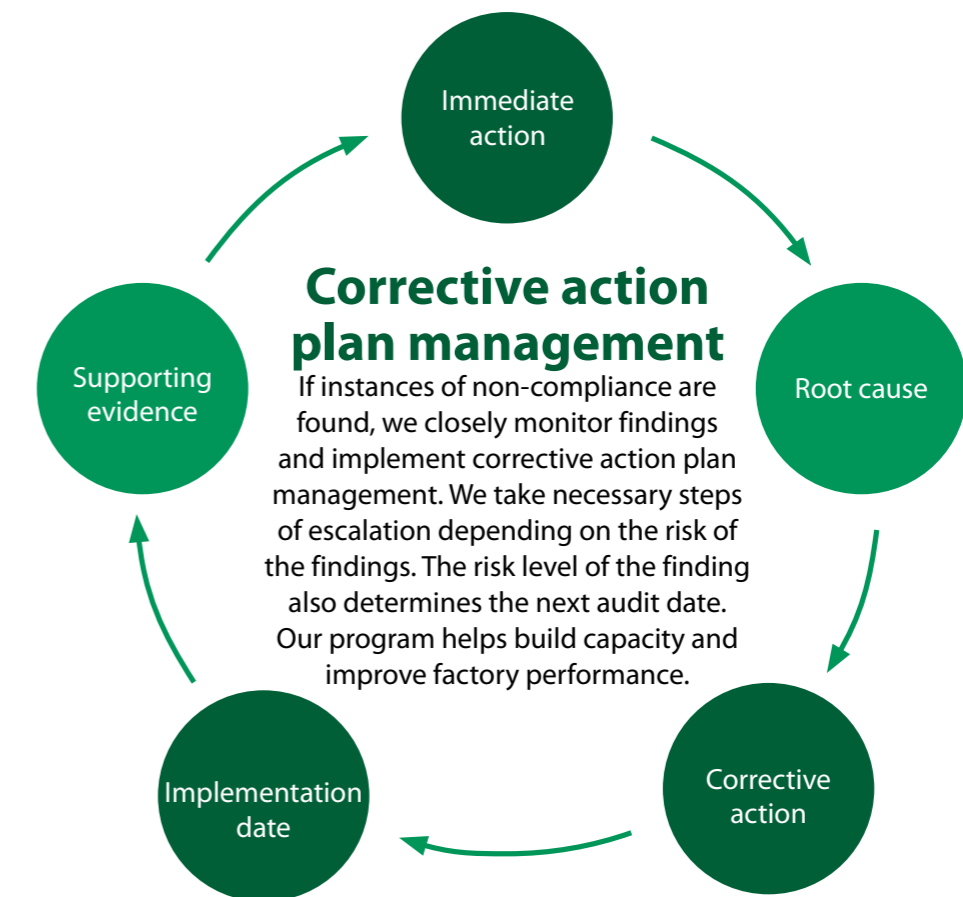 Immediate
action
Corrective action
plan management
If instances of non-compliance are
found, we closely monitor findings
and implement corrective action plan
management. We take necessary steps
of escalation depending on the risk of
the findings. The risk level of the finding
also determines the next audit date.
Our program helps build capacity and
improve factory performance.
Root cause
Corrective
action
Implementation
date
Supporting
evidence